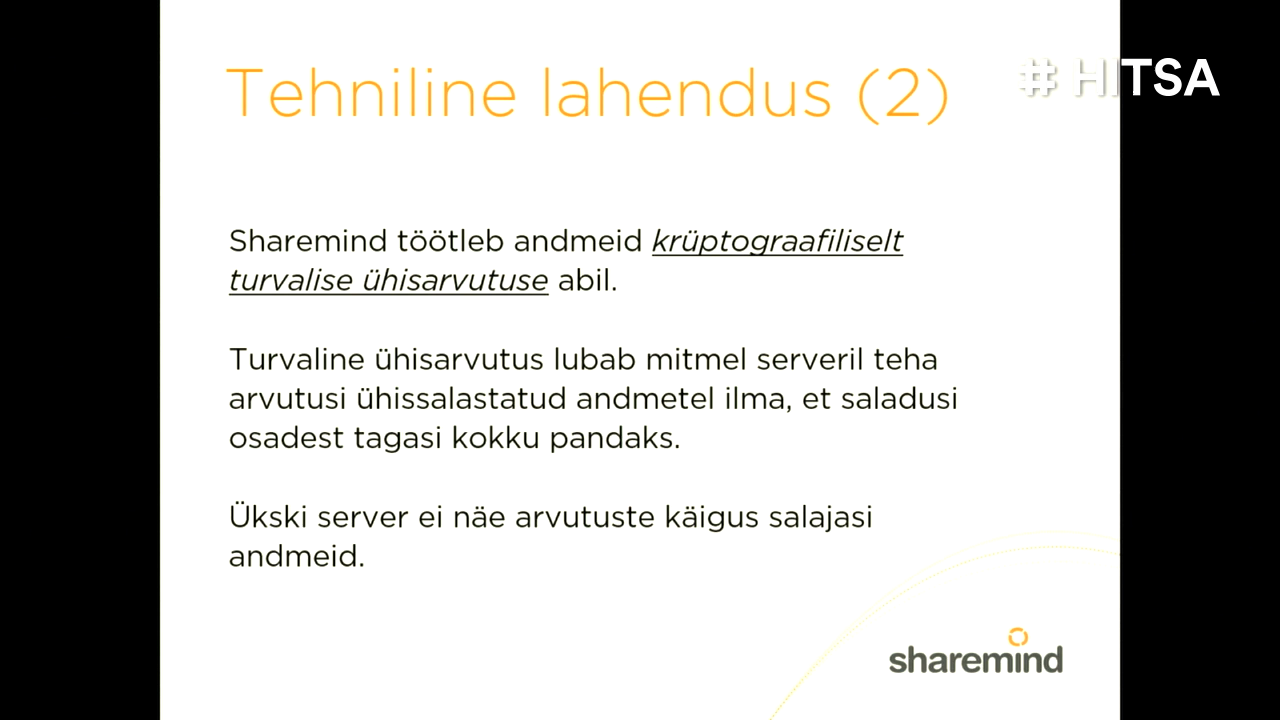 Tehniline lahendus (2)
# HITSA
Sharemind töötleb andmeid krüptograafiliselt
turvalise ühisarvutuse abil.
Turvaline ühisarvutus lubab mitmel serveril teha
arvutusi ühissalastatud andmetel ilma, et saladusi
osadest tagasi kokku pandaks.
Ükski server ei näe arvutuste käigus salajasi
andmeid.
sharemind